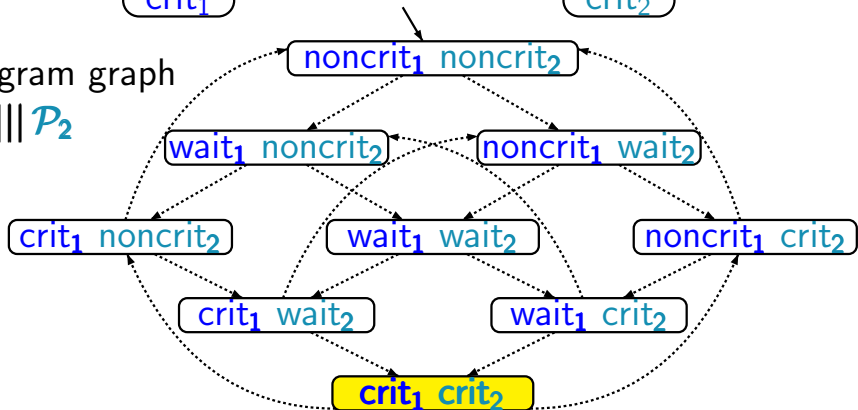 crit₁ crit₂
noncrit₁ noncrit₂
gram graph
||| 𝒫₂
wait₁ noncrit₂ noncrit₁ wait₂
crit₁ noncrit₂ wait₁ wait₂ noncrit₁ crit₂
crit₁ wait₂ wait₁ crit₂
crit₁ crit₂